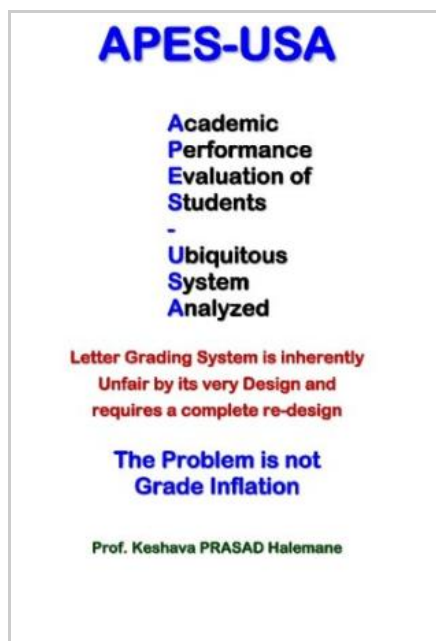 APES-USA
Academic
Performance
Evaluation of
Students
-
Ubiquitous
System
Analyzed
Letter Grading System is inherently
Unfair by its very Design and
requires a complete re-design
The Problem is not
Grade Inflation
Prof. Keshava PRASAD Halemane